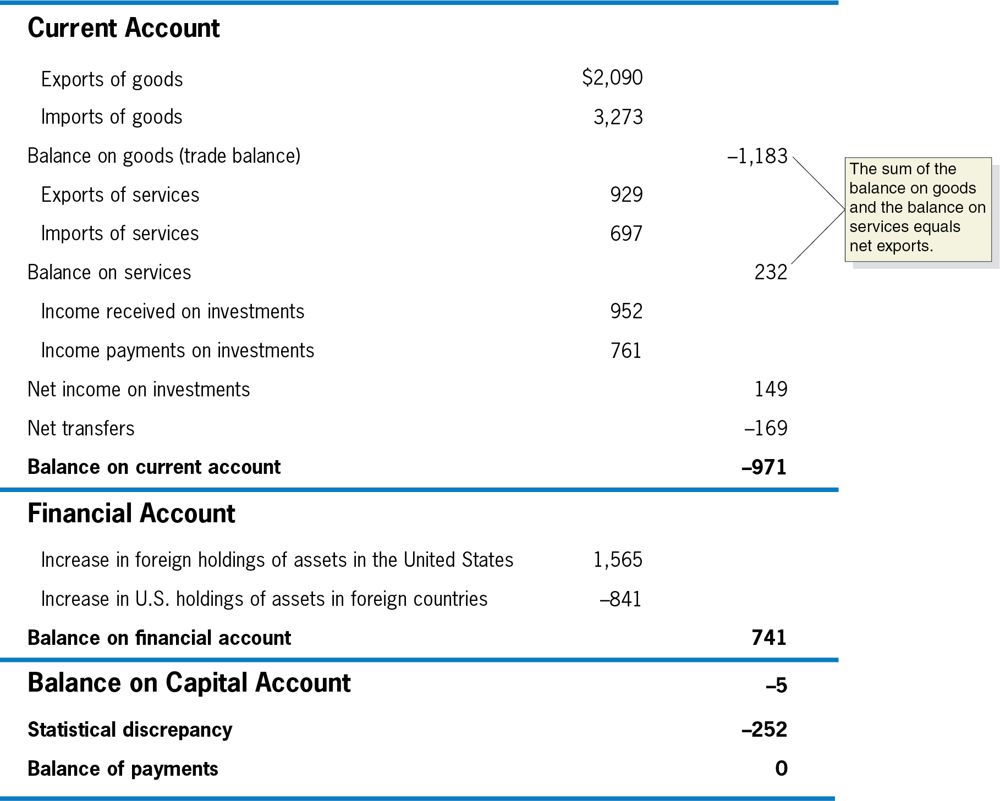 Current Account
Exports of goods $2,090
Imports of goods 3,273
Balance on goods (trade balance) –1,183
Exports of services 929
Imports of services 697
Balance on services 232
The sum of the
balance on goods
and the balance on
services equals
net exports.
Income received on investments 952
Income payments on investments 761
Net income on investments 149
Net transfers –169
Balance on current account –971
Financial Account
Increase in foreign holdings of assets in the United States 1,565
Increase in U.S. holdings of assets in foreign countries –841
Balance on financial account 741
Balance on Capital Account –5
Statistical discrepancy –252
Balance of payments 0